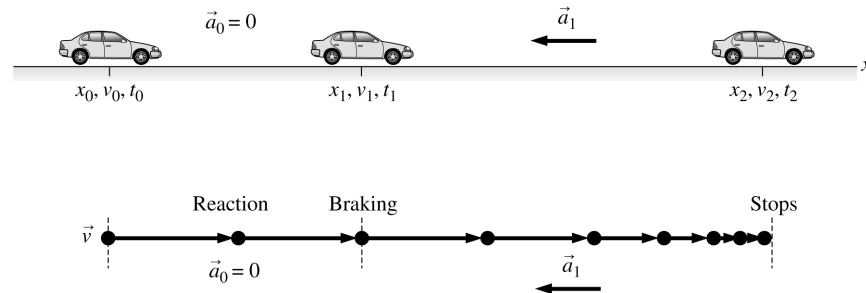 a⃗₀ = 0
a⃗₁
x
x₀, v₀, t₀
x₁, v₁, t₁
x₂, v₂, t₂
Reaction
Braking
Stops
v⃗
a⃗₀ = 0
a⃗₁